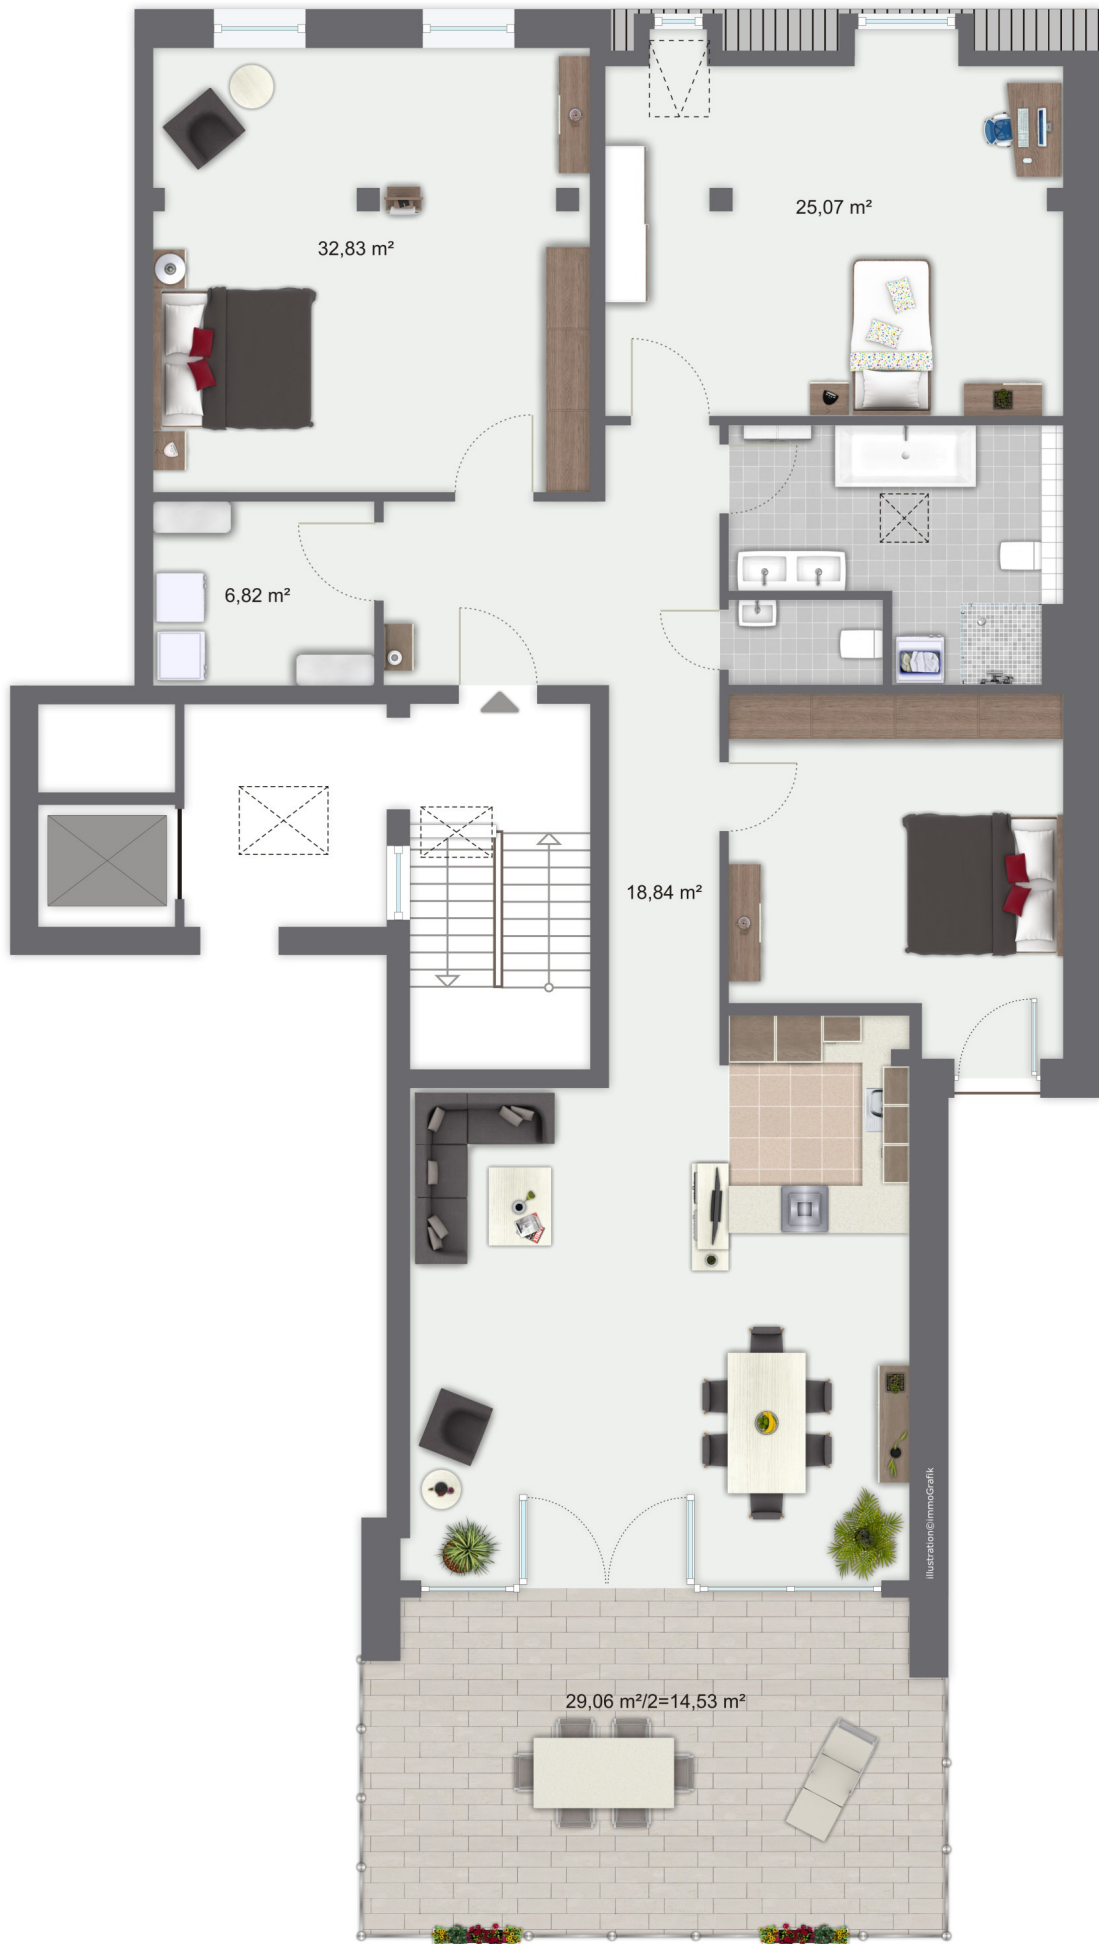 25,07 m²
32,83 m²
6,82 m²
18,84 m²
illustration©immoGrafik
29,06 m²/2=14,53 m²